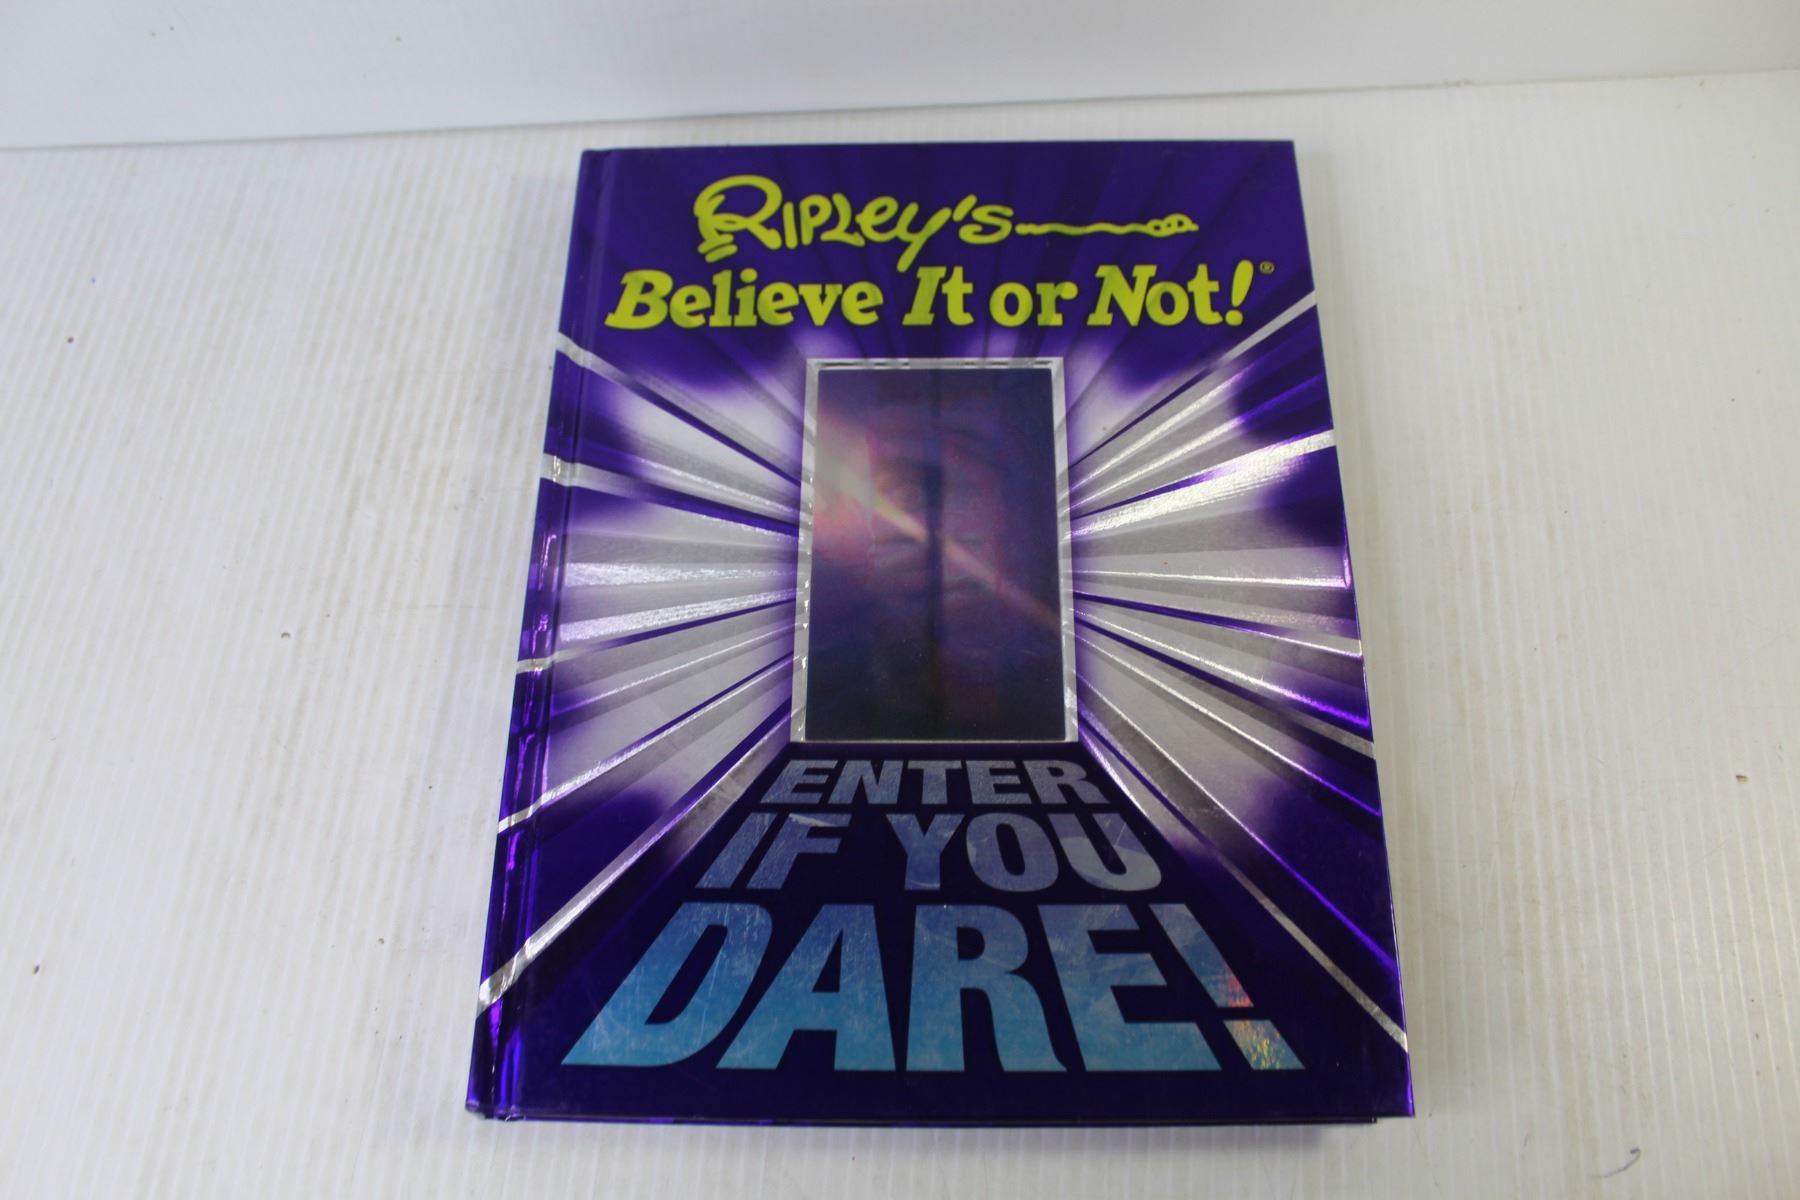 Ripley's
Believe It or Not!®
ENTER
IF YOU
DARE!